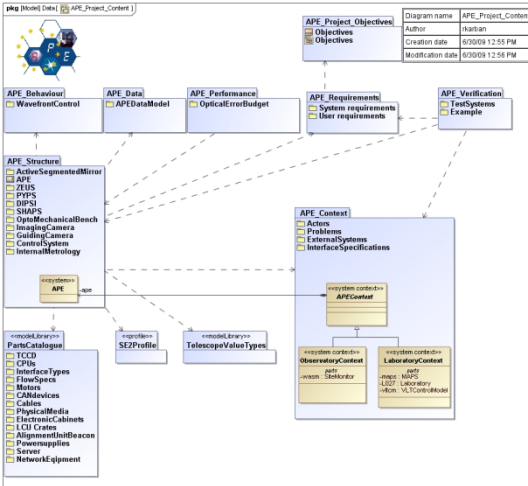 pkg [Model] Data [ APE_Project_Content ]
Diagram name APE_Project_Content
Author rkarban
Creation date 6/30/09 12:55 PM
Modification date 6/30/09 12:56 PM
A P E
APE_Project_Objectives
Objectives
Objectives
APE_Behaviour
WavefrontControl
APE_Data
APEDataModel
APE_Performance
OpticalErrorBudget
APE_Requirements
System requirements
User requirements
APE_Verification
TestSystems
Example
APE_Structure
ActiveSegmentedMirror
APE
ZEUS
PYPS
DIPSI
SHAPS
OptoMechanicalBench
ImagingCamera
GuidingCamera
ControlSystem
InternalMetrology
<<system>>
APE
-ape
APE_Context
Actors
Problems
ExternalSystems
InterfaceSpecifications
<<system context>>
APEContext
<<system context>>
ObservatoryContext
parts
-wasm : SiteMonitor
<<system context>>
LaboratoryContext
parts
-maps : MAPS
-L027 : Laboratory
-vltcm : VLTControlModel
<<modelLibrary>>
PartsCatalogue
TCCD
CPUs
InterfaceTypes
FlowSpecs
Motors
CANdevices
Cables
PhysicalMedia
ElectronicCabinets
LCU Crates
AlignmentUnitBeacon
Powersupplies
Server
NetworkEqipment
<<profile>>
SE2Profile
<<modelLibrary>>
TelescopeValueTypes